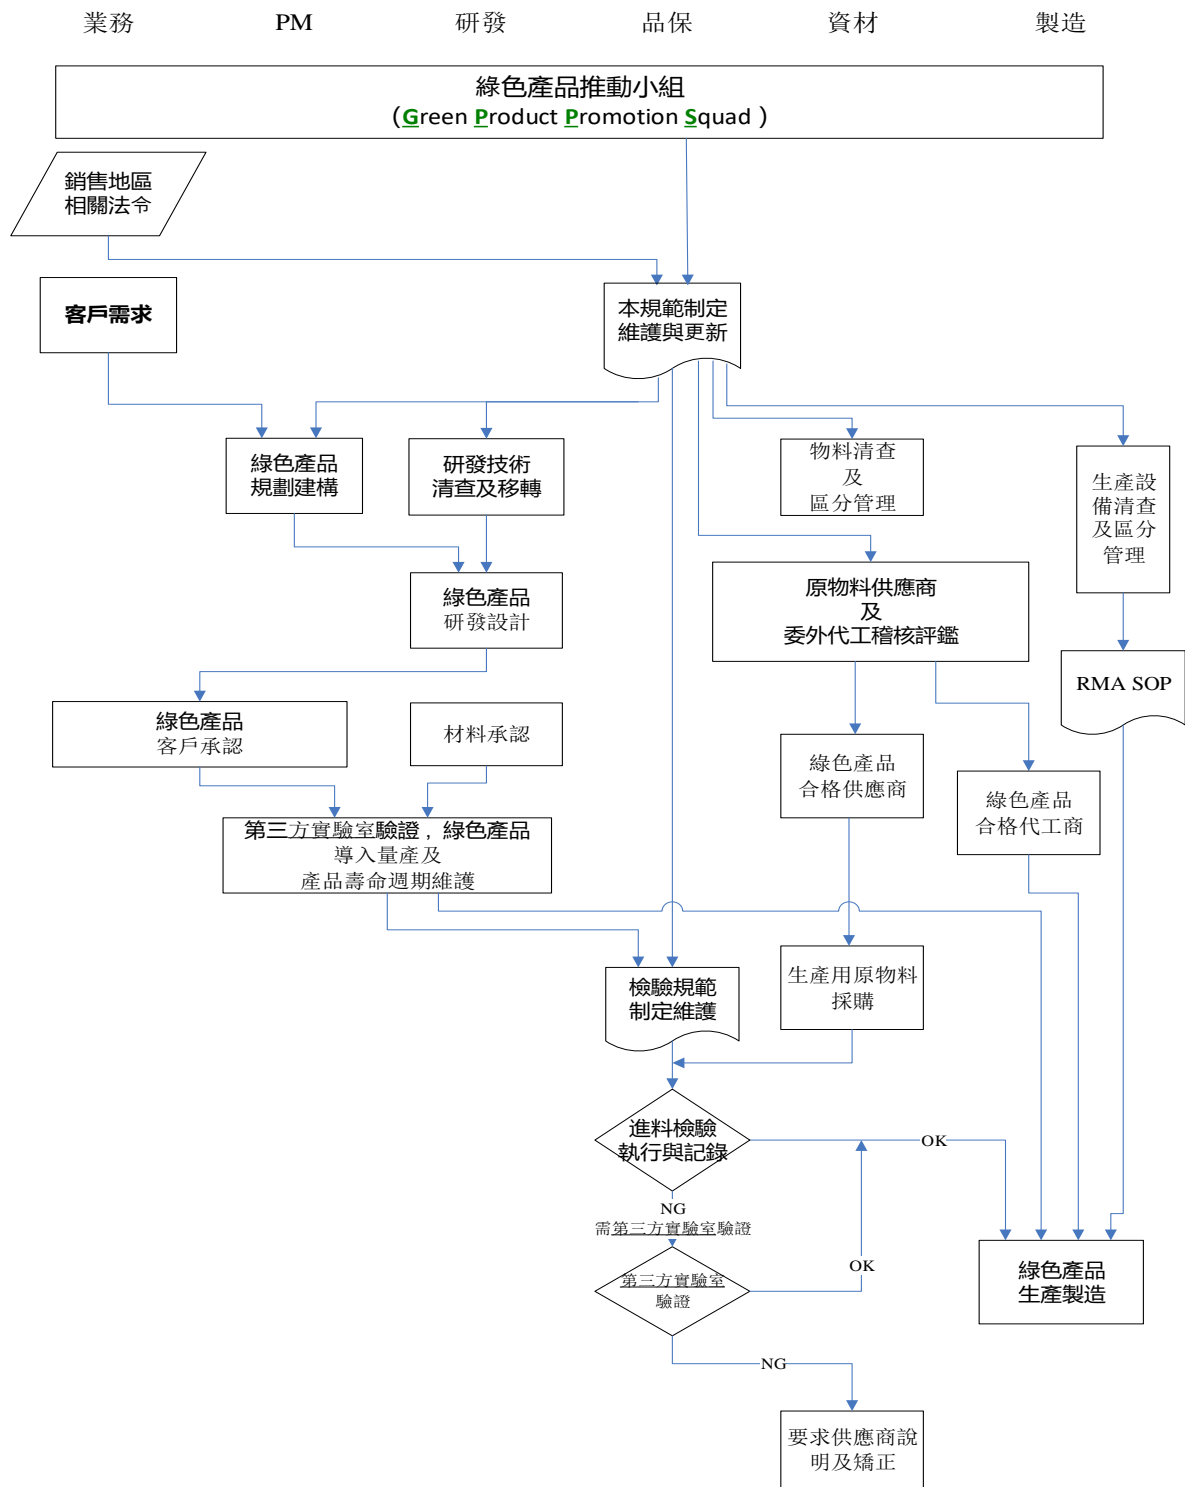 業務 PM 研發 品保 資材 製造
綠色產品推動小組
(Green Product Promotion Squad )
銷售地區
相關法令
客戶需求
本規範制定
維護與更新
綠色產品
規劃建構
研發技術
清查及移轉
物料清查
及
區分管理
生產設
備清查
及區分
管理
綠色產品
研發設計
原物料供應商
及
委外代工稽核評鑑
RMA SOP
綠色產品
客戶承認
材料承認
綠色產品
合格供應商
綠色產品
合格代工商
第三方實驗室驗證, 綠色產品
導入量產及
產品壽命週期維護
檢驗規範
制定維護
生產用原物料
採購
進料檢驗
執行與記錄
OK
NG
需第三方實驗室驗證
第三方實驗室
驗證
OK
綠色產品
生產製造
NG
要求供應商說
明及矯正